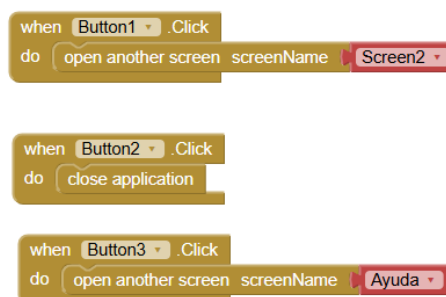 when Button1 .Click
do open another screen screenName Screen2
when Button2 .Click
do close application
when Button3 .Click
do open another screen screenName Ayuda